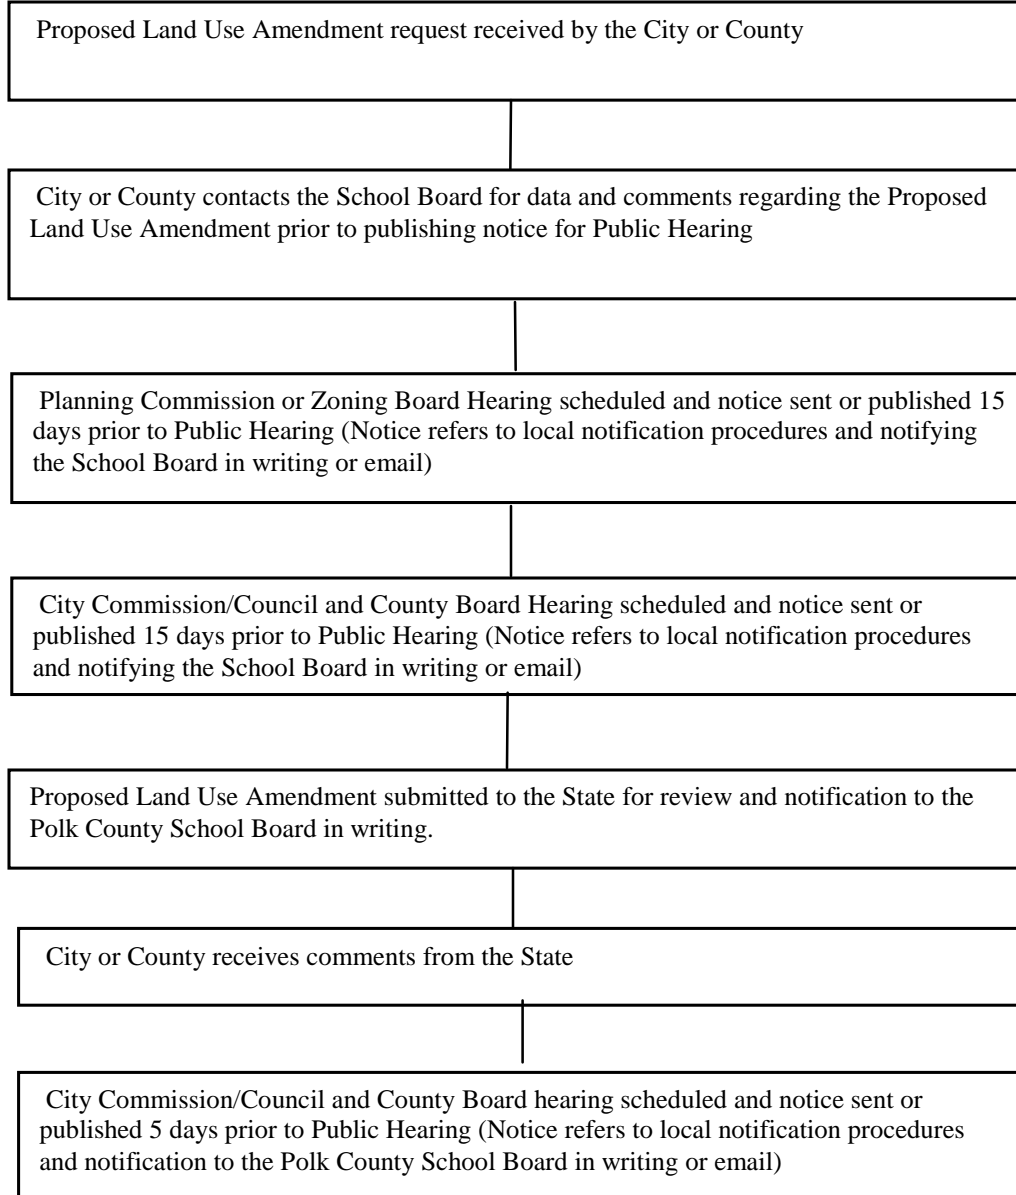 Proposed Land Use Amendment request received by the City or County
City or County contacts the School Board for data and comments regarding the Proposed
Land Use Amendment prior to publishing notice for Public Hearing
Planning Commission or Zoning Board Hearing scheduled and notice sent or published 15
days prior to Public Hearing (Notice refers to local notification procedures and notifying
the School Board in writing or email)
City Commission/Council and County Board Hearing scheduled and notice sent or
published 15 days prior to Public Hearing (Notice refers to local notification procedures
and notifying the School Board in writing or email)
Proposed Land Use Amendment submitted to the State for review and notification to the
Polk County School Board in writing.
City or County receives comments from the State
City Commission/Council and County Board hearing scheduled and notice sent or
published 5 days prior to Public Hearing (Notice refers to local notification procedures
and notification to the Polk County School Board in writing or email)